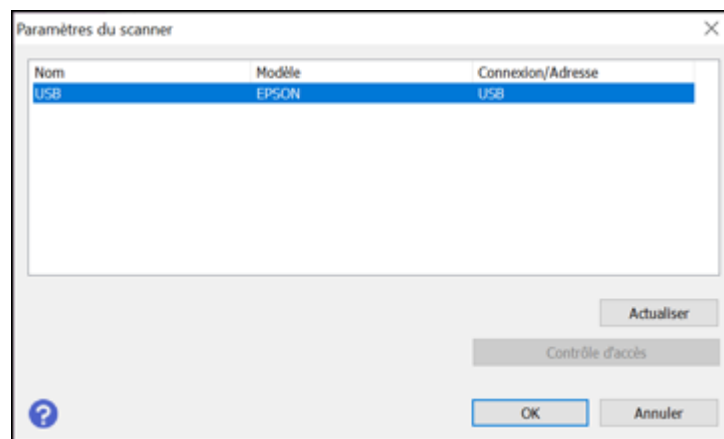 Paramètres du scanner
Nom Modèle Connexion/Adresse
USB EPSON USB
Actualiser
Contrôle d'accès
? OK Annuler